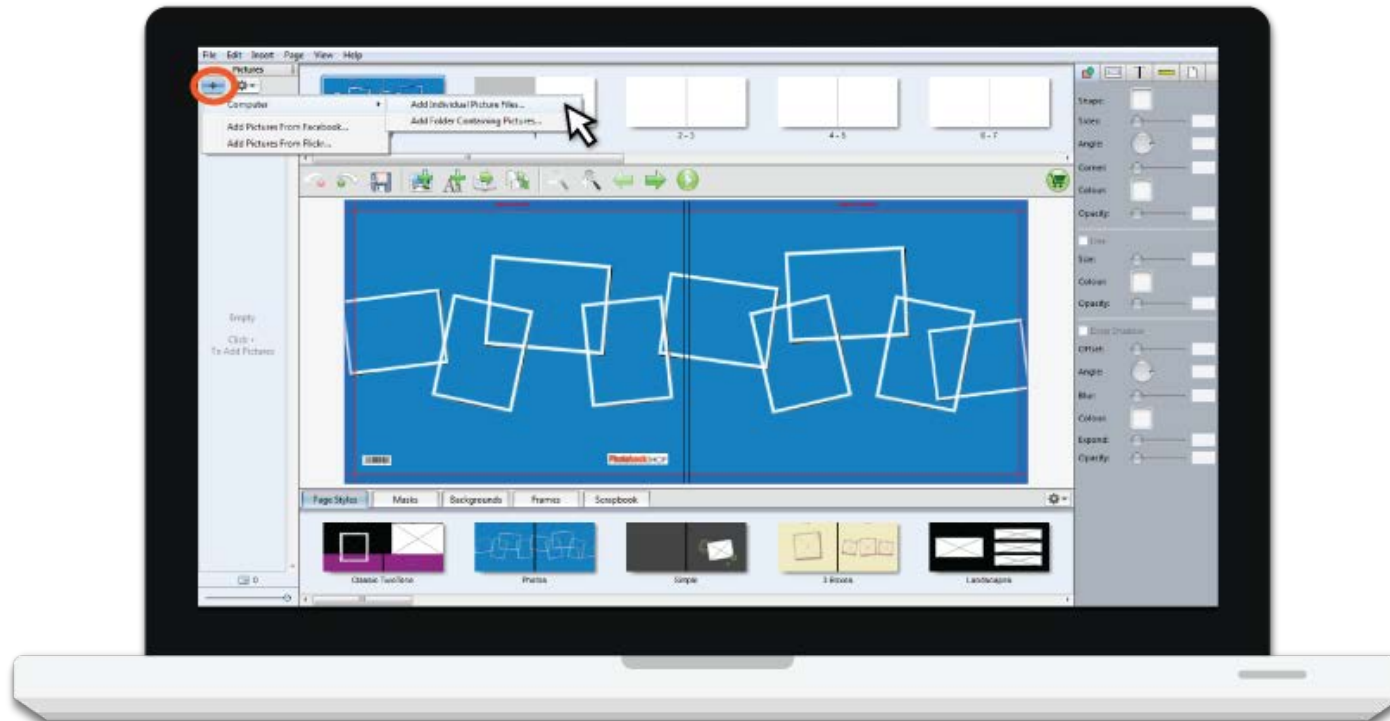 File Edit Insert Page View Help
Pictures
Computer
Add Pictures From Facebook...
Add Pictures From Flickr...
Add Individual Picture Files...
Add Folder Containing Pictures...
1
2 - 3
4 - 5
6 - 7
Empty
Click +
To Add Pictures
0
PhotobookSHOP
Page Styles Masks Backgrounds Frames Scrapbook
Classic TwoTone Photos Simple 3 Boxes Landscapes
T
Shape:
Sides:
Angle:
Corner:
Colour:
Opacity:
Line
Size:
Colour:
Opacity:
Drop Shadow
Offset:
Angle:
Blur:
Colour:
Expand:
Opacity: